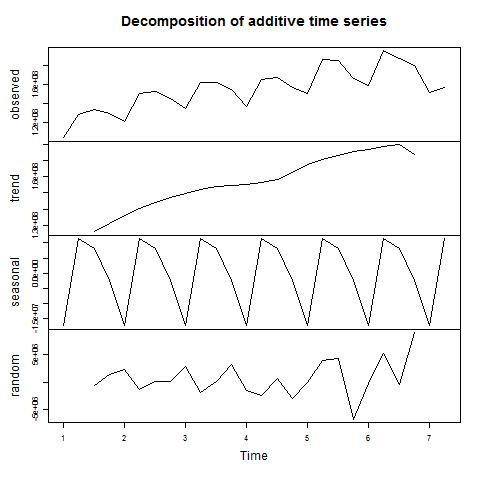 Decomposition of additive time series
observed
1.2e+08
1.6e+08
trend
1.2e+08
1.6e+08
seasonal
-1.5e+07
0.0e+00
random
-5e+06
5e+06
1 2 3 4 5 6 7
Time